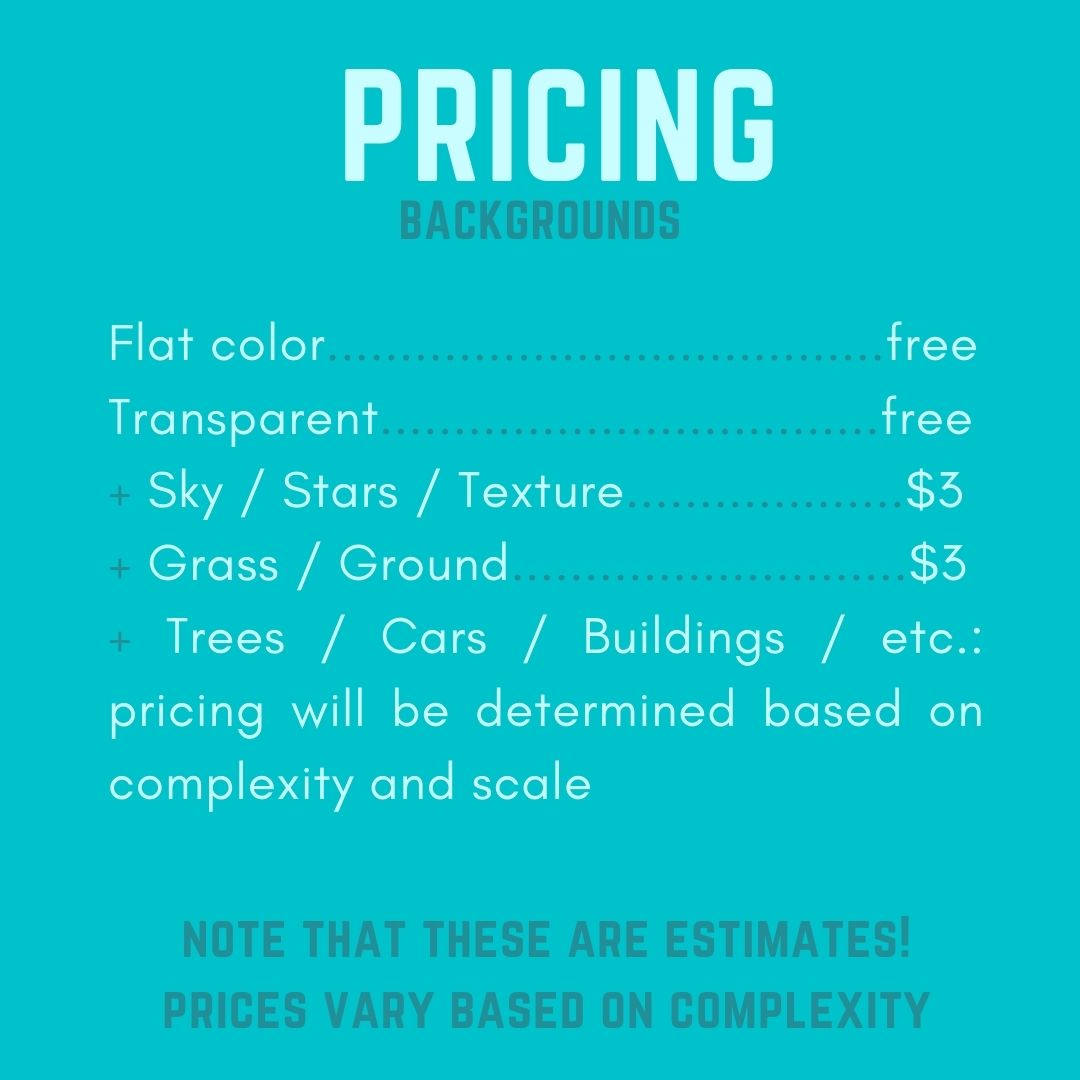 PRICING
BACKGROUNDS
Flat color.......................................free
Transparent...................................free
+ Sky / Stars / Texture...................$3
+ Grass / Ground...........................$3
+ Trees / Cars / Buildings / etc.:
pricing will be determined based on
complexity and scale
NOTE THAT THESE ARE ESTIMATES!
PRICES VARY BASED ON COMPLEXITY